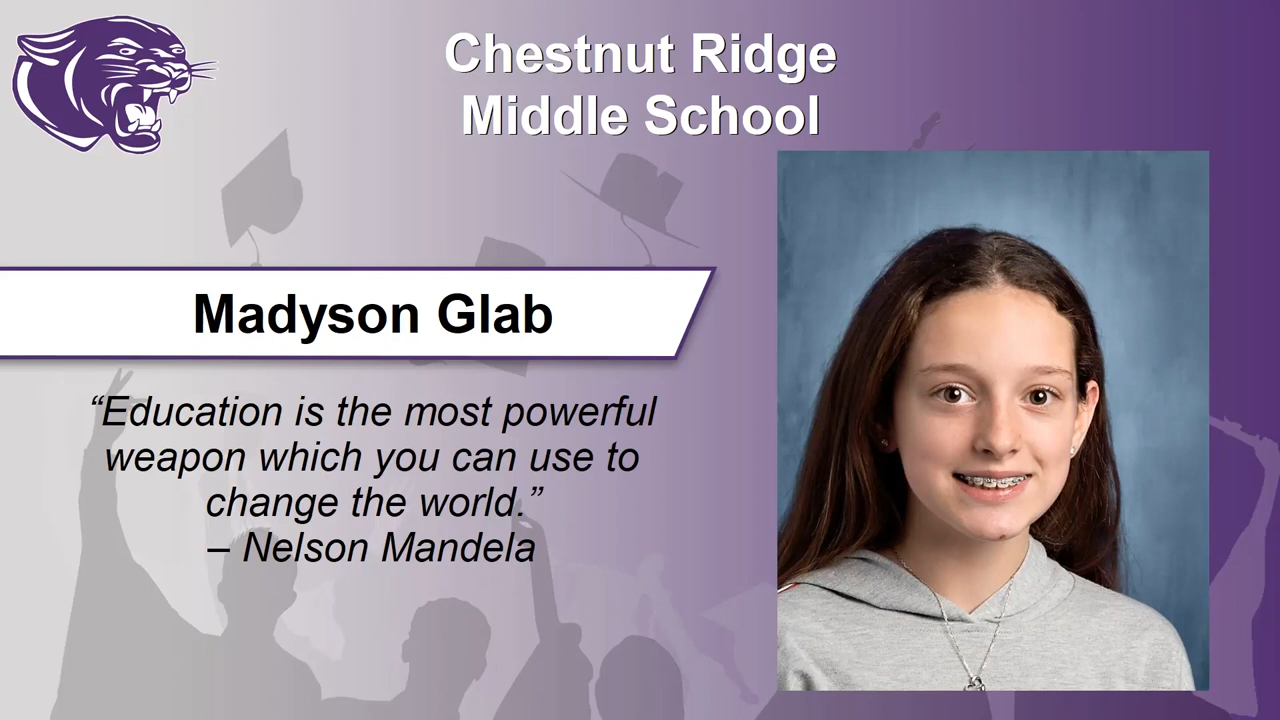 Chestnut Ridge
Middle School
Madyson Glab
“Education is the most powerful
weapon which you can use to
change the world.”
– Nelson Mandela